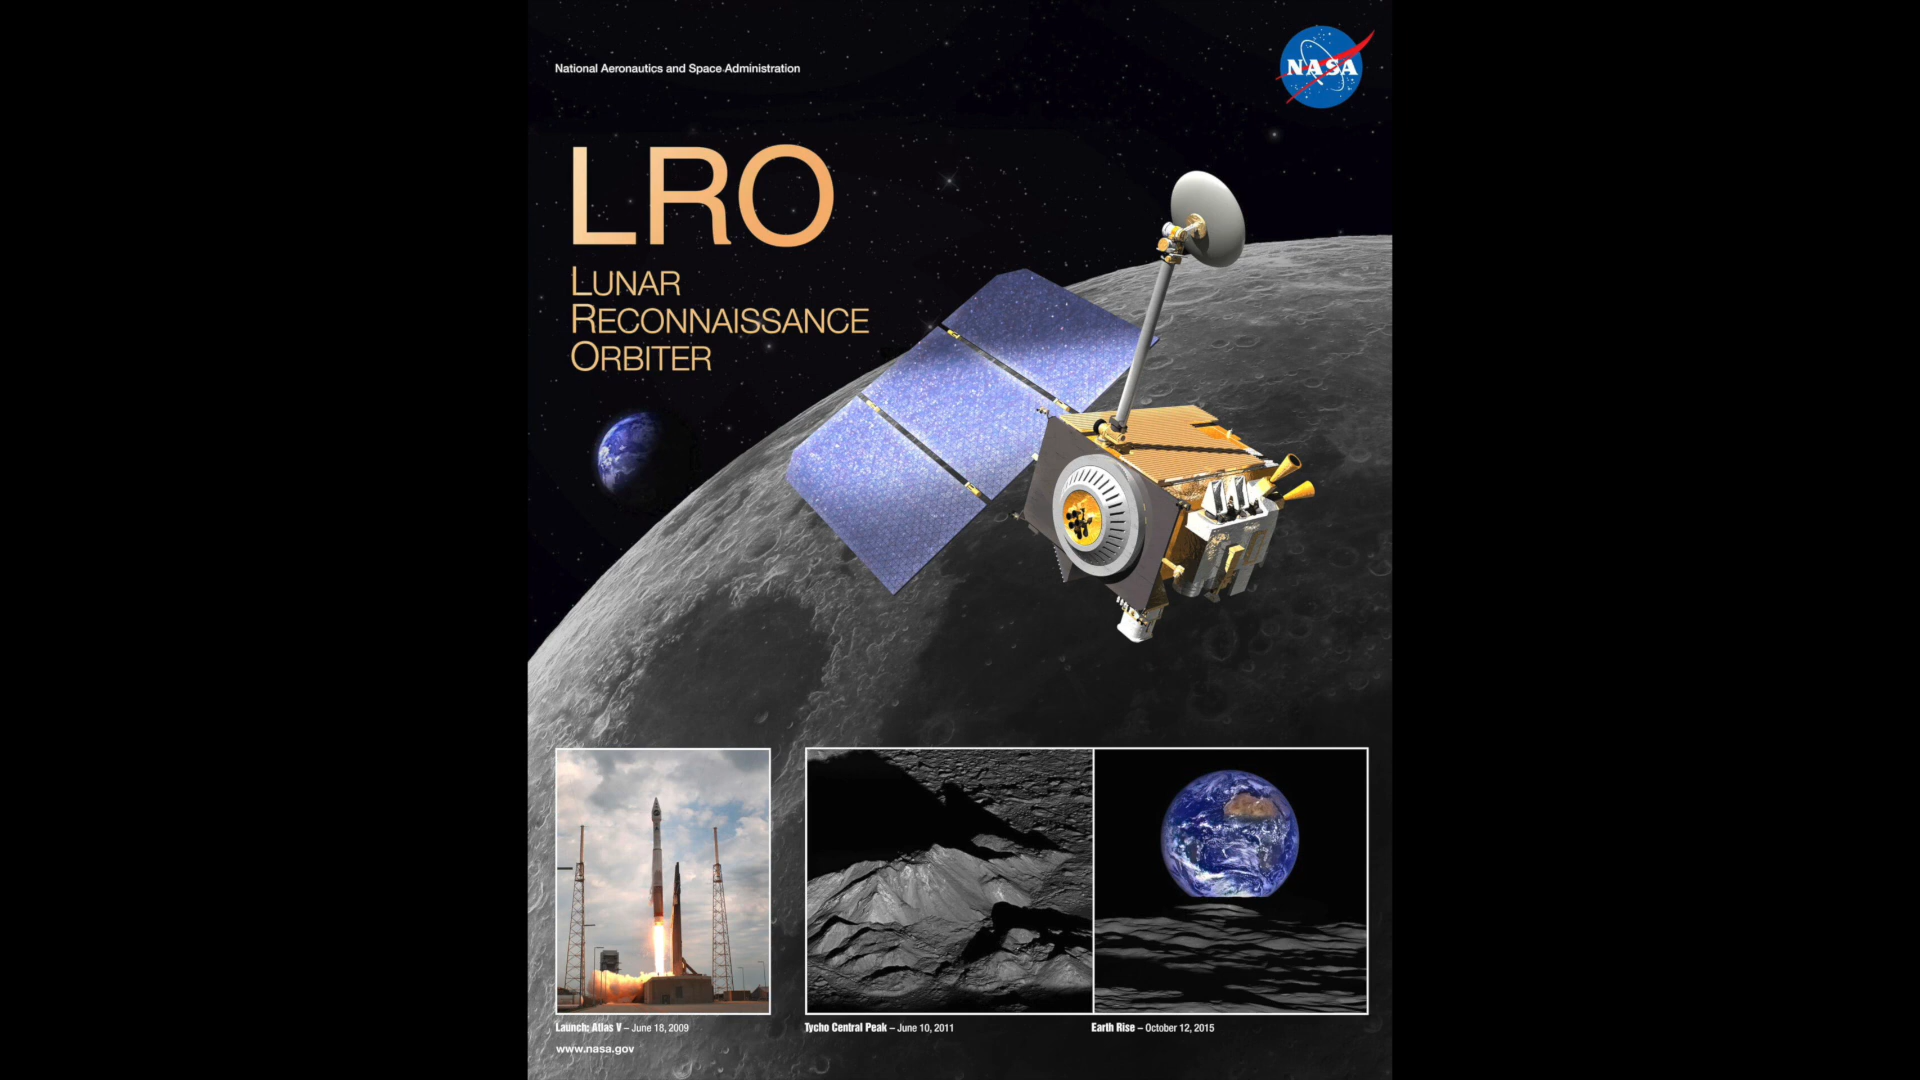 National Aeronautics and Space Administration
NASA
LRO
LUNAR
RECONNAISSANCE
ORBITER
Launch: Atlas V – June 18, 2009
Tycho Central Peak – June 10, 2011
Earth Rise – October 12, 2015
www.nasa.gov